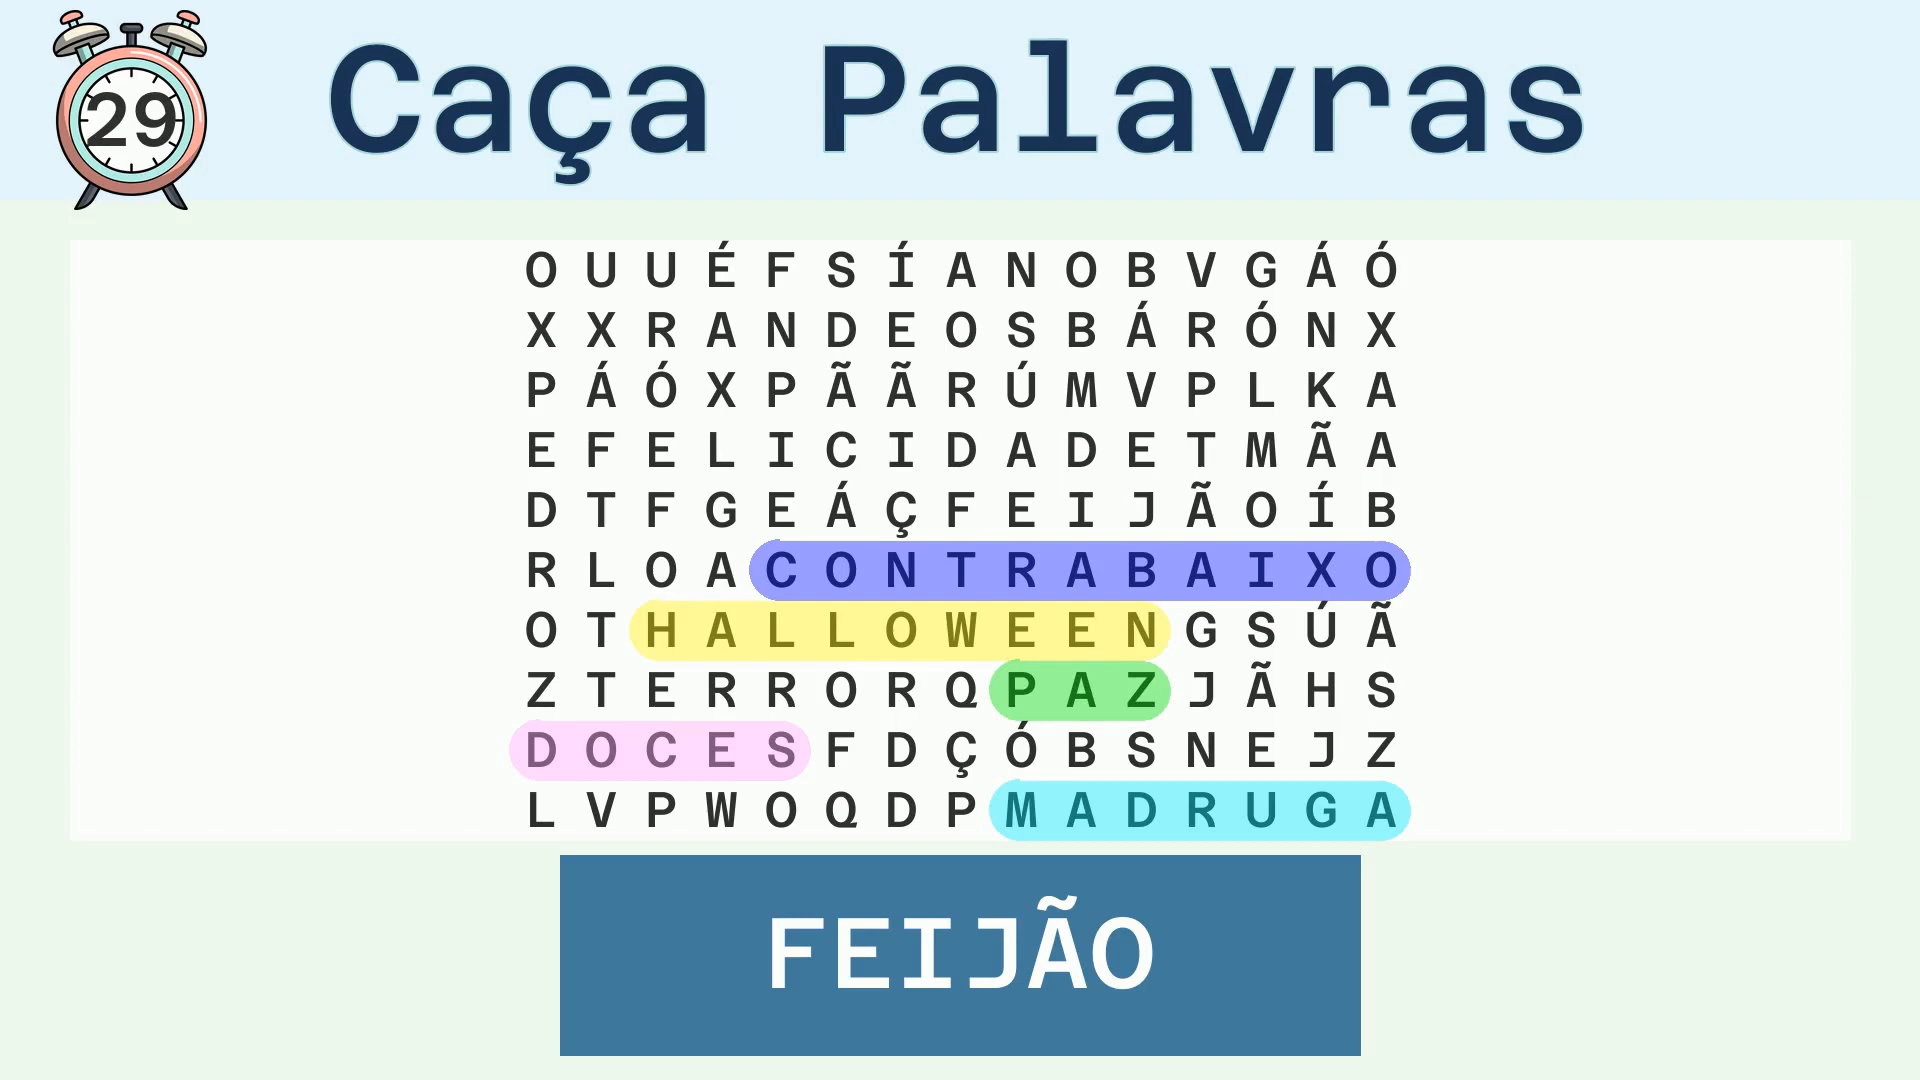 29
Caça Palavras
O U U É F S Í A N O B V G Á Ó
X X R A N D E O S B Á R Ó N X
P Á Ó X P Ã Ã R Ú M V P L K A
E F E L I C I D A D E T M Ã A
D T F G E Á Ç F E I J Ã O Í B
R L O A C O N T R A B A I X O
O T H A L L O W E E N G S Ú Ã
Z T E R R O R Q P A Z J Ã H S
D O C E S F D Ç Ó B S N E J Z
L V P W O Q D P M A D R U G A
FEIJÃO